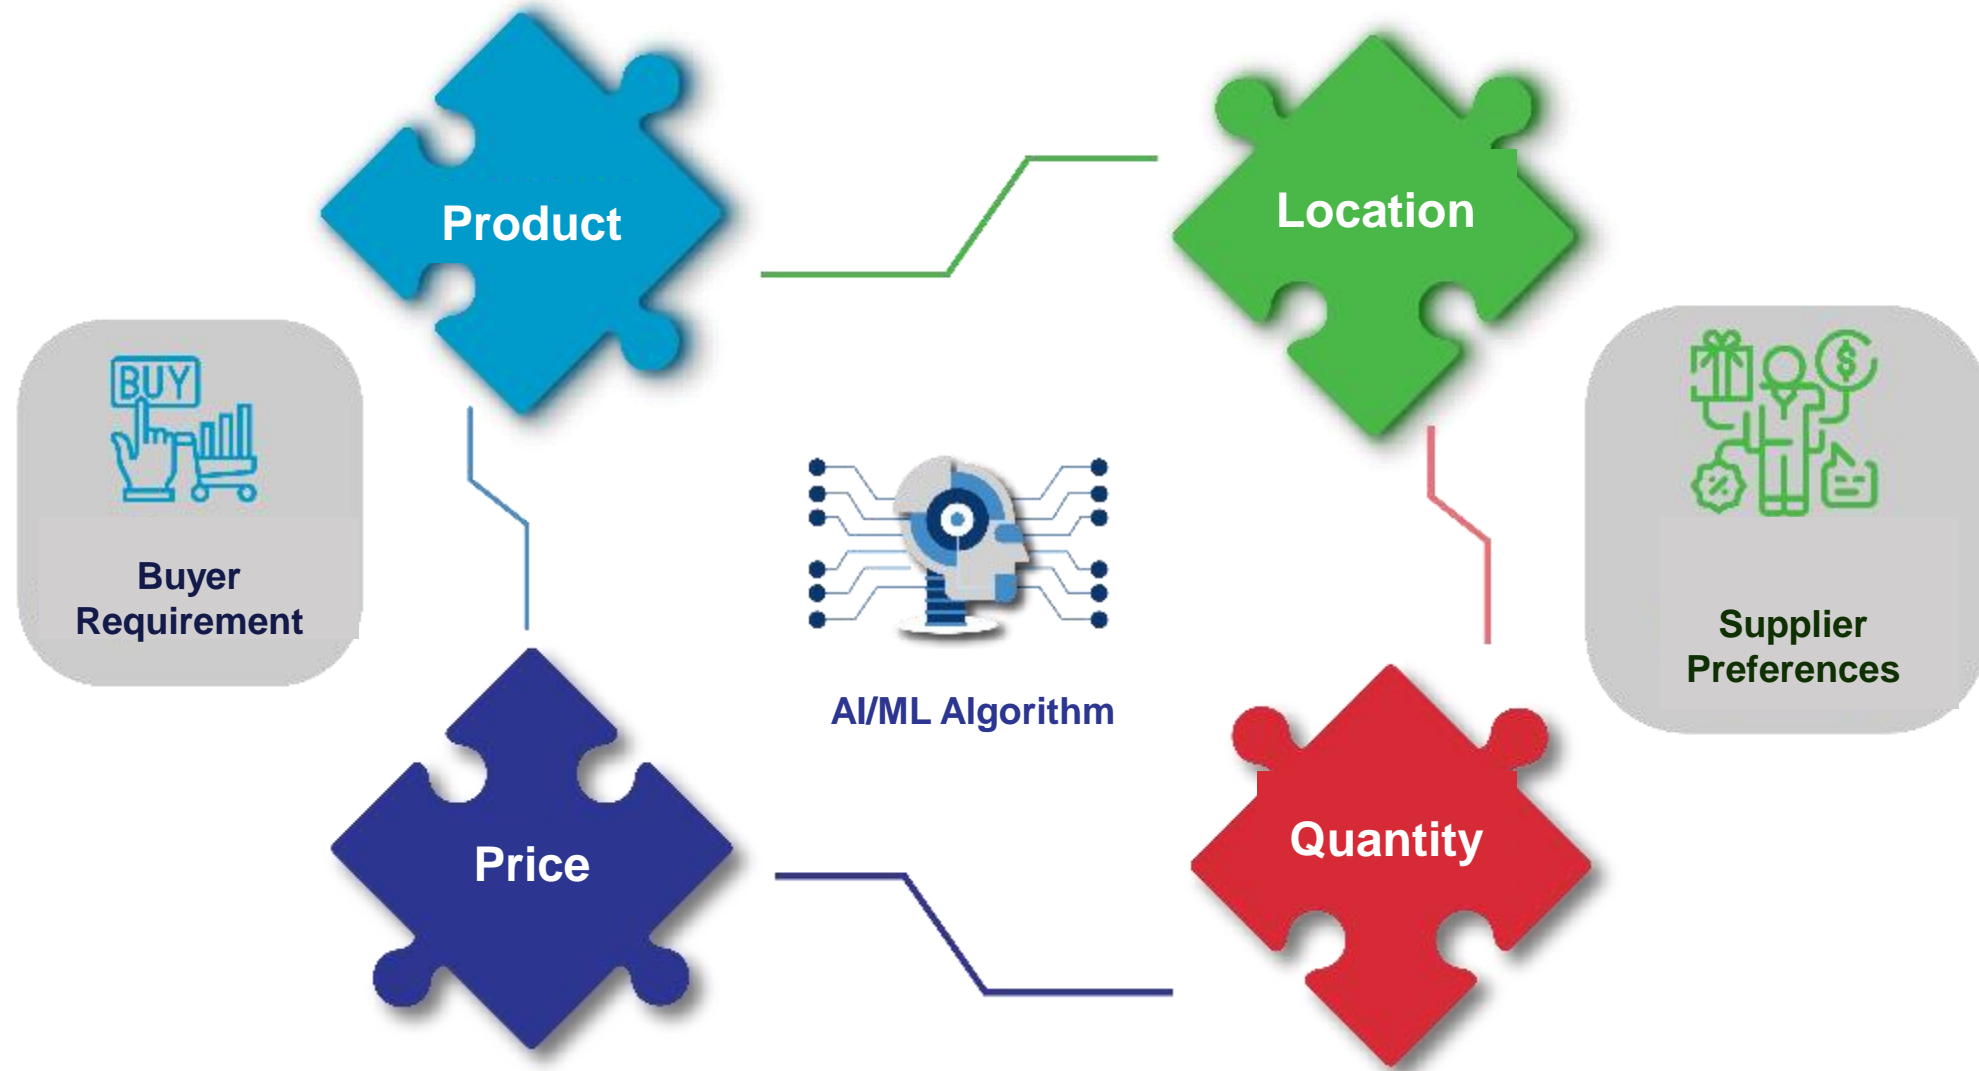 Product
Location
BUY
$
Buyer
Requirement
%
Supplier
Preferences
AI/ML Algorithm
Price
Quantity